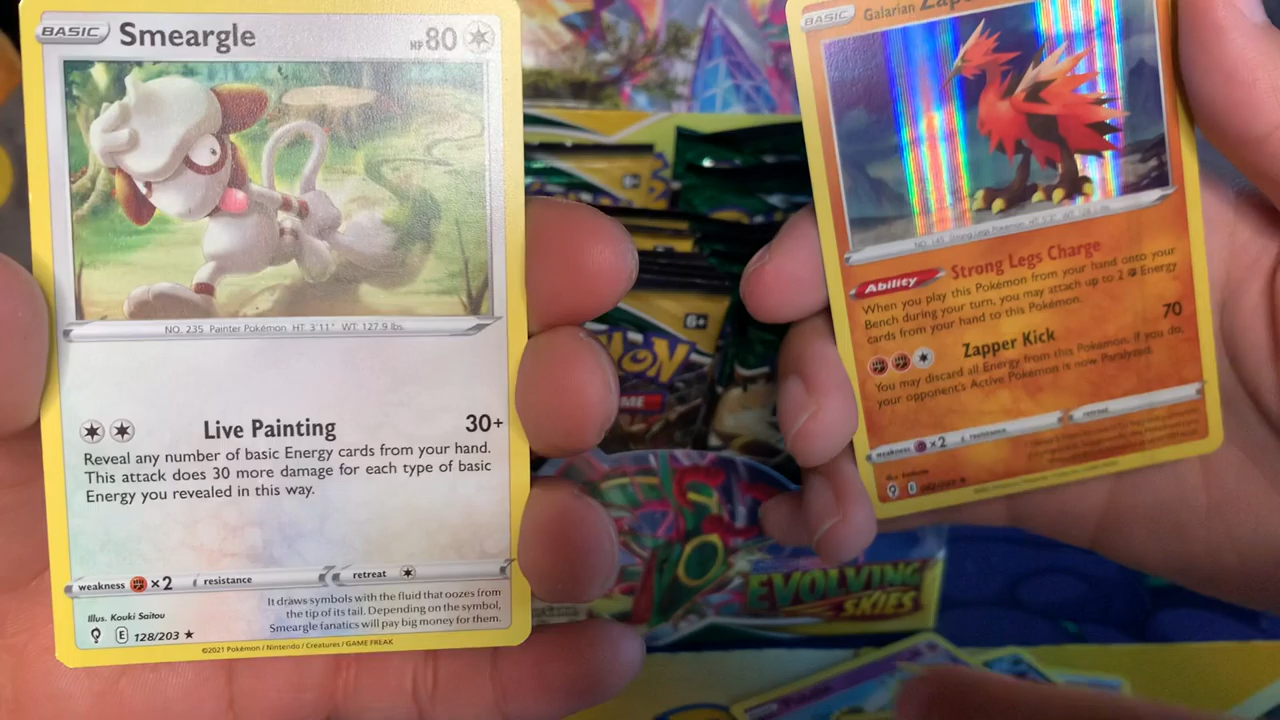 BASIC Smeargle HP 80
NO. 235 Painter Pokémon HT: 3'11" WT: 127.9 lbs.
Live Painting 30+
Reveal any number of basic Energy cards from your hand.
This attack does 30 more damage for each type of basic
Energy you revealed in this way.
weakness ×2 resistance retreat
It draws symbols with the fluid that oozes from
the tip of its tail. Depending on the symbol,
Smeargle fanatics will pay big money for them.
Illus. Kouki Saitou
E 128/203 ★
©2021 Pokémon / Nintendo / Creatures / GAME FREAK
BASIC Galarian
NO. 145 Strong Legs Pokémon
Ability Strong Legs Charge
When you play this Pokémon from your hand onto your
Bench during your turn, you may attach up to 2 Energy
cards from your hand to this Pokémon.
Zapper Kick 70
You may discard all Energy from this Pokémon. If you do,
your opponent's Active Pokémon is now Paralyzed.
weakness ×2 resistance retreat
E
6+
EVOLVING
SKIES